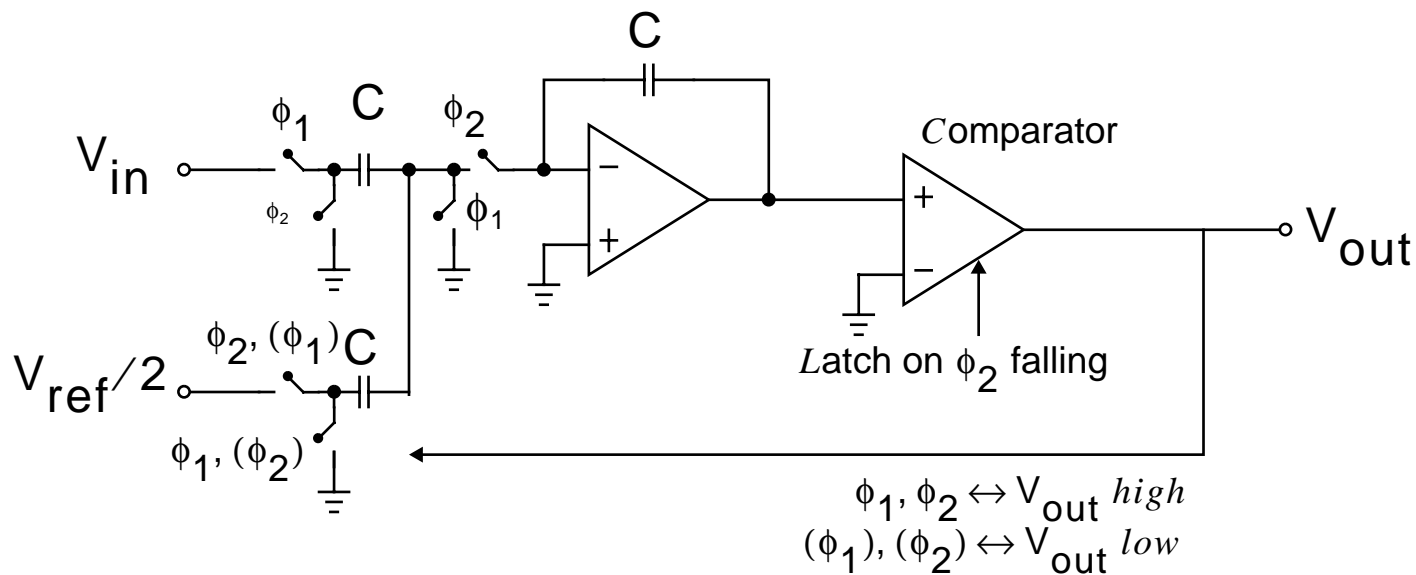 C
ϕ1
C
ϕ2
Comparator
Vin
−
+
ϕ2
ϕ1
+
−
Vout
ϕ2, (ϕ1)
C
Vref/2
Latch on ϕ2 falling
ϕ1, (ϕ2)
ϕ1, ϕ2 ↔ Vout high
(ϕ1), (ϕ2) ↔ Vout low